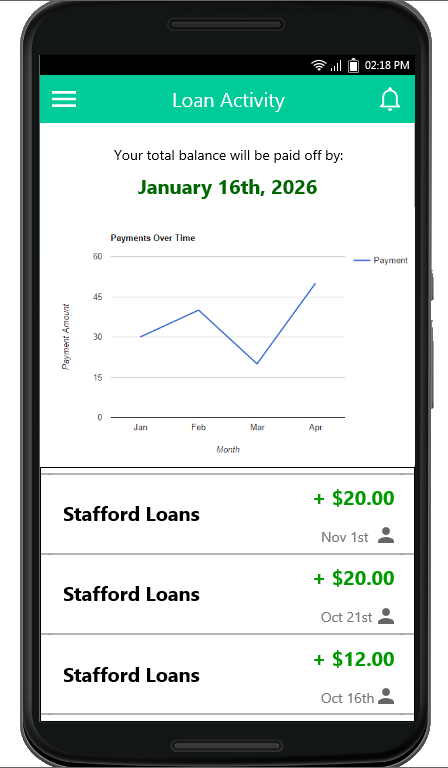 02:18 PM
Loan Activity
Your total balance will be paid off by:
January 16th, 2026
Payments Over Time
60
45
30
15
0
Payment Amount
Payment
Jan Feb Mar Apr
Month
+ $20.00
Stafford Loans
Nov 1st
+ $20.00
Stafford Loans
Oct 21st
+ $12.00
Stafford Loans
Oct 16th